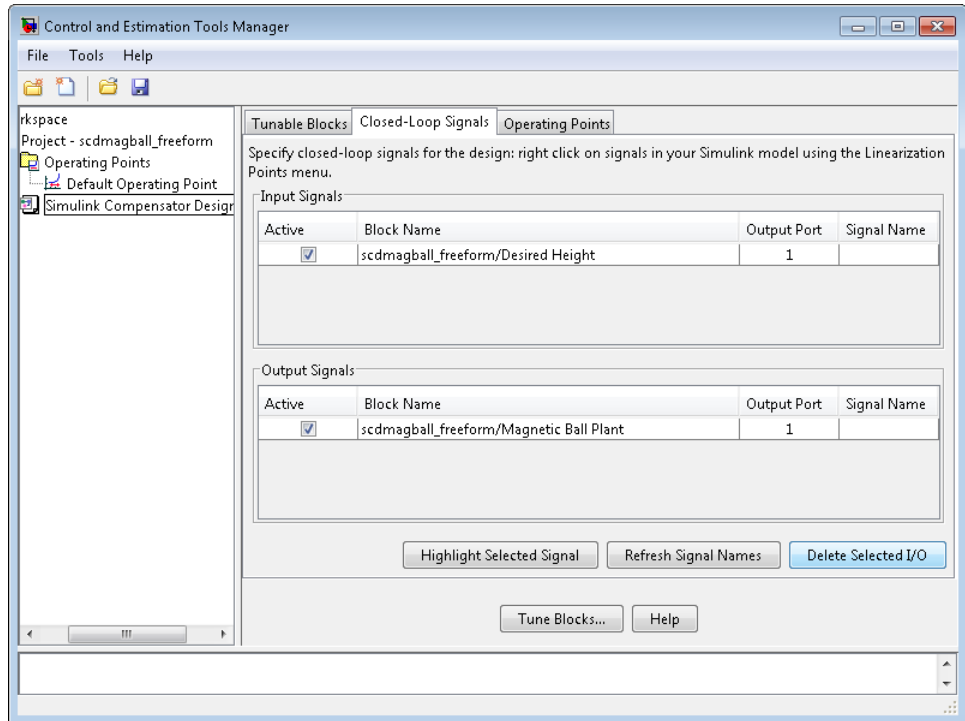 Control and Estimation Tools Manager
File Tools Help
rkspace
Project - scdmagball_freeform
Operating Points
Default Operating Point
Simulink Compensator Desigr
Tunable Blocks Closed-Loop Signals Operating Points
Specify closed-loop signals for the design: right click on signals in your Simulink model using the Linearization
Points menu.
Input Signals
Active Block Name Output Port Signal Name
scdmagball_freeform/Desired Height 1
Output Signals
Active Block Name Output Port Signal Name
scdmagball_freeform/Magnetic Ball Plant 1
Highlight Selected Signal Refresh Signal Names Delete Selected I/O
Tune Blocks... Help